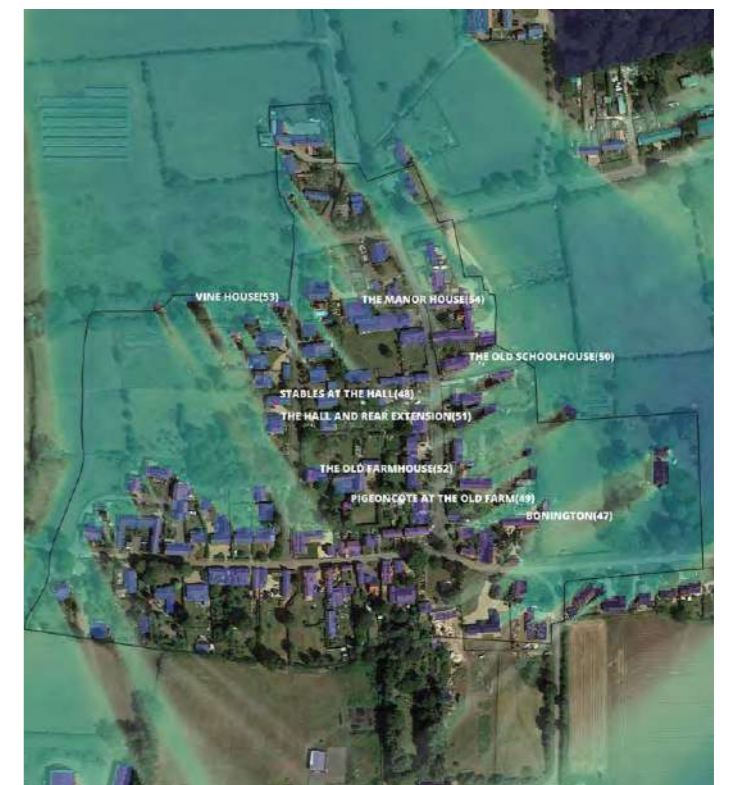 VINE HOUSE(53)
THE MANOR HOUSE(54)
THE OLD SCHOOLHOUSE(50)
STABLES AT THE HALL(48)
THE HALL AND REAR EXTENSION(51)
THE OLD FARMHOUSE(52)
PIGEONCOTE AT THE OLD FARM(49)
BONINGTON(47)